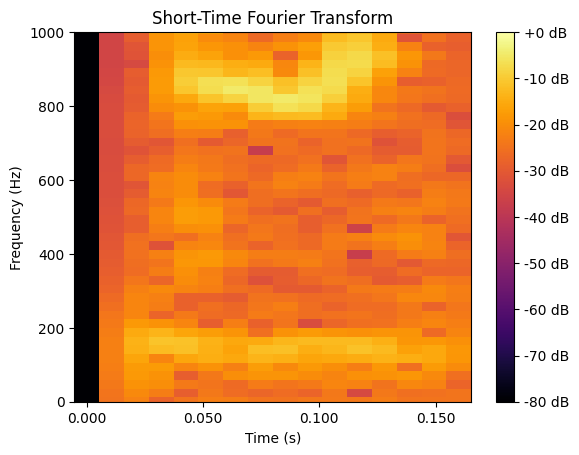 Short-Time Fourier Transform
1000
800
600
400
200
0
Frequency (Hz)
0.000
0.050
0.100
0.150
Time (s)
+0 dB
-10 dB
-20 dB
-30 dB
-40 dB
-50 dB
-60 dB
-70 dB
-80 dB